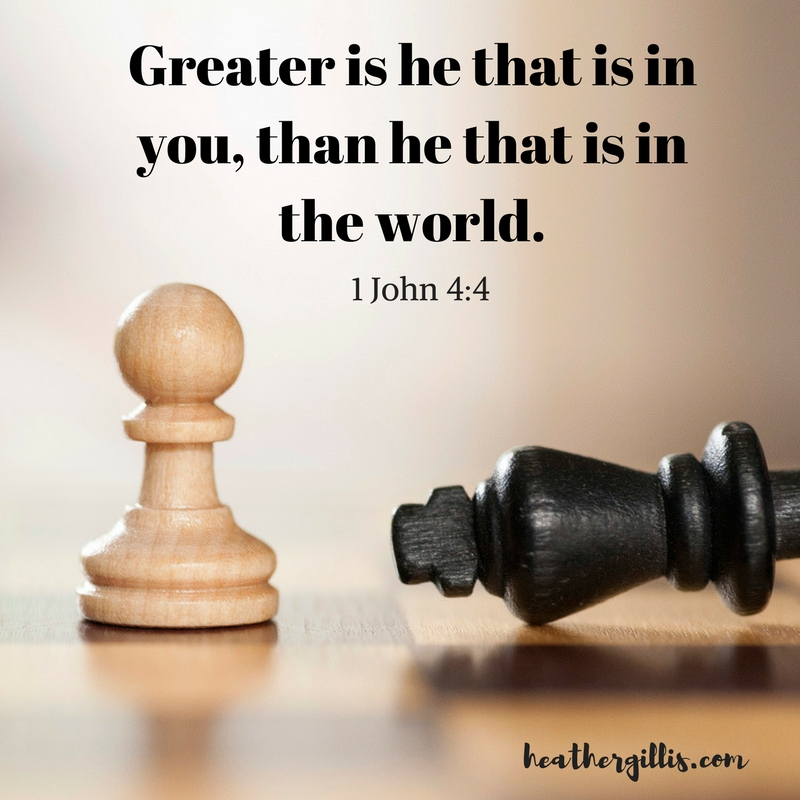 Greater is he that is in
you, than he that is in
the world.
1 John 4:4
heathergillis.com